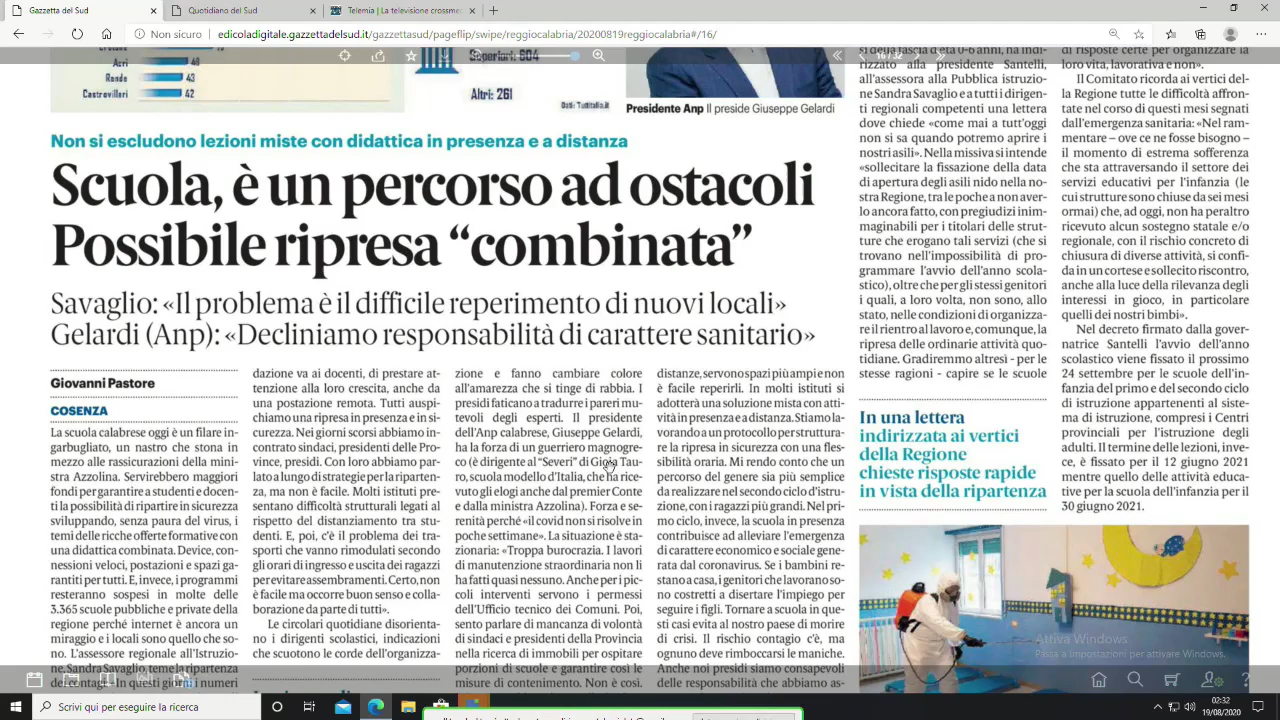 Gazzetta del Sud
GazzettadelSud
Telematicamente
Non sicuro | edicoladigitale.gazzettadelsud.it/gazzettasud/pageflip/swipe/reggiocalabria/20200819reggiocalabria#/16/
16 / 32
Acri
Rende 43
Castrovillari 42
Superiori: 604
Altri: 261
Dati: Tuttitalia.it
Presidente Anp Il preside Giuseppe Gelardi
Non si escludono lezioni miste con didattica in presenza e a distanza
Scuola, è un percorso ad ostacoli
Possibile ripresa “combinata”
Savaglio: «Il problema è il difficile reperimento di nuovi locali»
Gelardi (Anp): «Decliniamo responsabilità di carattere sanitario»
Giovanni Pastore
COSENZA
La scuola calabrese oggi è un filare in-
garbugliato, un nastro che stona in
mezzo alle rassicurazioni della mini-
stra Azzolina. Servirebbero maggiori
fondi per garantire a studenti e docen-
ti la possibilità di ripartire in sicurezza
sviluppando, senza paura del virus, i
temi delle ricche offerte formative con
una didattica combinata. Device, con-
nessioni veloci, postazioni e spazi ga-
rantiti per tutti. E, invece, i programmi
resteranno sospesi in molte delle
3.365 scuole pubbliche e private della
regione perché internet è ancora un
miraggio e i locali sono quello che so-
no. L'assessore regionale all'Istruzio-
ne, Sandra Savaglio, teme la ripartenza
dei contagi. «In questi giorni i numeri
dazione va ai docenti, di prestare at-
tenzione alla loro crescita, anche da
una postazione remota. Tutti auspi-
chiamo una ripresa in presenza e in si-
curezza. Nei giorni scorsi abbiamo in-
contrato sindaci, presidenti delle Pro-
vince, presidi. Con loro abbiamo par-
lato a lungo di strategie per la riparten-
za, ma non è facile. Molti istituti pre-
sentano difficoltà strutturali legati al
rispetto del distanziamento tra stu-
denti. E, poi, c'è il problema dei tra-
sporti che vanno rimodulati secondo
gli orari di ingresso e uscita dei ragazzi
per evitare assembramenti. Certo, non
è facile ma occorre buon senso e colla-
borazione da parte di tutti».
Le circolari quotidiane disorienta-
no i dirigenti scolastici, indicazioni
che scuotono le corde dell'organizza-
zione e fanno cambiare colore
all'amarezza che si tinge di rabbia. I
presidi faticano a tradurre i pareri mu-
tevoli degli esperti. Il presidente
dell'Anp calabrese, Giuseppe Gelardi,
ha la forza di un guerriero magnogre-
co (è dirigente al “Severi” di Gioia Tau-
ro, scuola modello d'Italia, che ha rice-
vuto gli elogi anche dal premier Conte
e dalla ministra Azzolina). Forza e se-
renità perché «il covid non si risolve in
poche settimane». La situazione è sta-
zionaria: «Troppa burocrazia. I lavori
di manutenzione straordinaria non li
ha fatti quasi nessuno. Anche per i pic-
coli interventi servono i permessi
dell'Ufficio tecnico dei Comuni. Poi,
sento parlare di mancanza di volontà
di sindaci e presidenti della Provincia
nella ricerca di immobili per ospitare
porzioni di scuole e garantire così le
misure di contenimento. Non è così.
distanze, servono spazi più ampi e non
è facile reperirli. In molti istituti si
adotterà una soluzione mista con atti-
vità in presenza e a distanza. Stiamo la-
vorando a un protocollo per struttura-
re la ripresa in sicurezza con una fles-
sibilità oraria. Mi rendo conto che un
percorso del genere sia più semplice
da realizzare nel secondo ciclo d'istru-
zione, con i ragazzi più grandi. Nel pri-
mo ciclo, invece, la scuola in presenza
contribuisce ad alleviare l'emergenza
di carattere economico e sociale gene-
rata dal coronavirus. Se i bambini re-
stano a casa, i genitori che lavorano so-
no costretti a disertare l'impiego per
seguire i figli. Tornare a scuola in que-
sti casi evita al nostro paese di morire
di crisi. Il rischio contagio c'è, ma
ognuno deve rimboccarsi le maniche.
Anche noi presidi siamo consapevoli
delle responsabilità che abbiamo as-
si della fascia d'età 0-6 anni, ha indi-
rizzato alla presidente Santelli,
all'assessora alla Pubblica istruzio-
ne Sandra Savaglio e a tutti i dirigen-
ti regionali competenti una lettera
dove chiede «come mai a tutt'oggi
non si sa quando potremo aprire i
nostri asili». Nella missiva si intende
«sollecitare la fissazione della data
di apertura degli asili nido nella no-
stra Regione, tra le poche a non aver-
lo ancora fatto, con pregiudizi inim-
maginabili per i titolari delle strut-
ture che erogano tali servizi (che si
trovano nell'impossibilità di pro-
grammare l'avvio dell'anno scola-
stico), oltre che per gli stessi genitori
i quali, a loro volta, non sono, allo
stato, nelle condizioni di organizza-
re il rientro al lavoro e, comunque, la
ripresa delle ordinarie attività quo-
tidiane. Gradiremmo altresì - per le
stesse ragioni - capire se le scuole
In una lettera
indirizzata ai vertici
della Regione
chieste risposte rapide
in vista della ripartenza
di risposte certe per organizzare la
loro vita, lavorativa e non».
Il Comitato ricorda ai vertici del-
la Regione tutte le difficoltà affron-
tate nel corso di questi mesi segnati
dall'emergenza sanitaria: «Nel ram-
mentare – ove ce ne fosse bisogno –
il momento di estrema sofferenza
che sta attraversando il settore dei
servizi educativi per l'infanzia (le
cui strutture sono chiuse da sei mesi
ormai) che, ad oggi, non ha peraltro
ricevuto alcun sostegno statale e/o
regionale, con il rischio concreto di
chiusura di diverse attività, si confi-
da in un cortese e sollecito riscontro,
anche alla luce della rilevanza degli
interessi in gioco, in particolare
quelli dei nostri bimbi».
Nel decreto firmato dalla gover-
natrice Santelli l'avvio dell'anno
scolastico viene fissato il prossimo
24 settembre per le scuole dell'in-
fanzia del primo e del secondo ciclo
di istruzione appartenenti al siste-
ma di istruzione, compresi i Centri
provinciali per l'istruzione degli
adulti. Il termine delle lezioni, inve-
ce, è fissato per il 12 giugno 2021
mentre quello delle attività educa-
tive per la scuola dell'infanzia per il
30 giugno 2021.
Attiva Windows
Passa a Impostazioni per attivare Windows.
Scrivi qui per eseguire la ricerca
02:32
19/08/2020